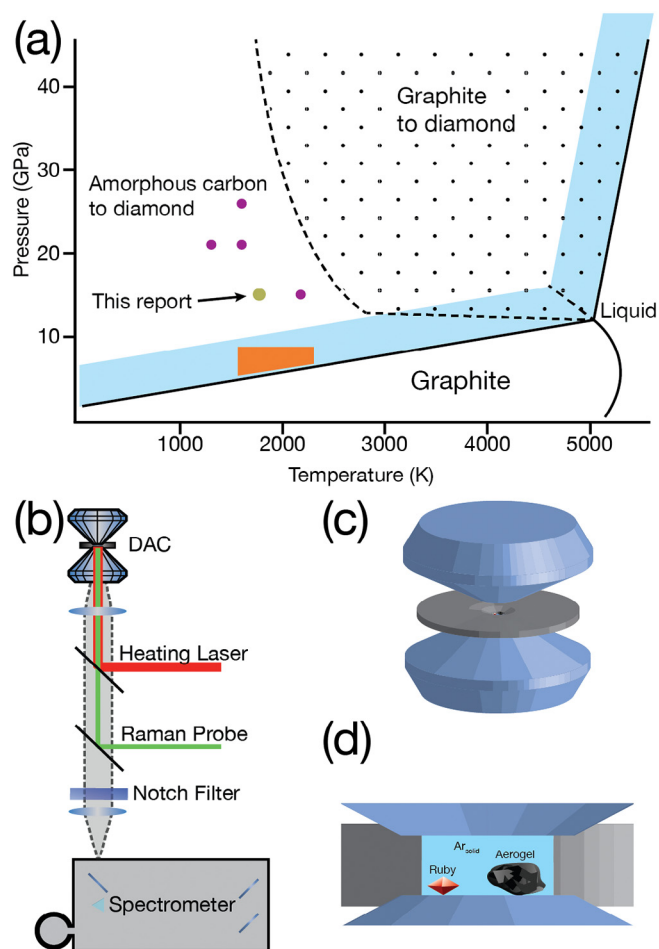 (a)
40
30
20
10
Pressure (GPa)
Graphite
to diamond
Amorphous carbon
to diamond
This report
Liquid
Graphite
1000 2000 3000 4000 5000
Temperature (K)
(b)
DAC
Heating Laser
Raman Probe
Notch Filter
Spectrometer
(c)
(d)
Ar solid
Aerogel
Ruby